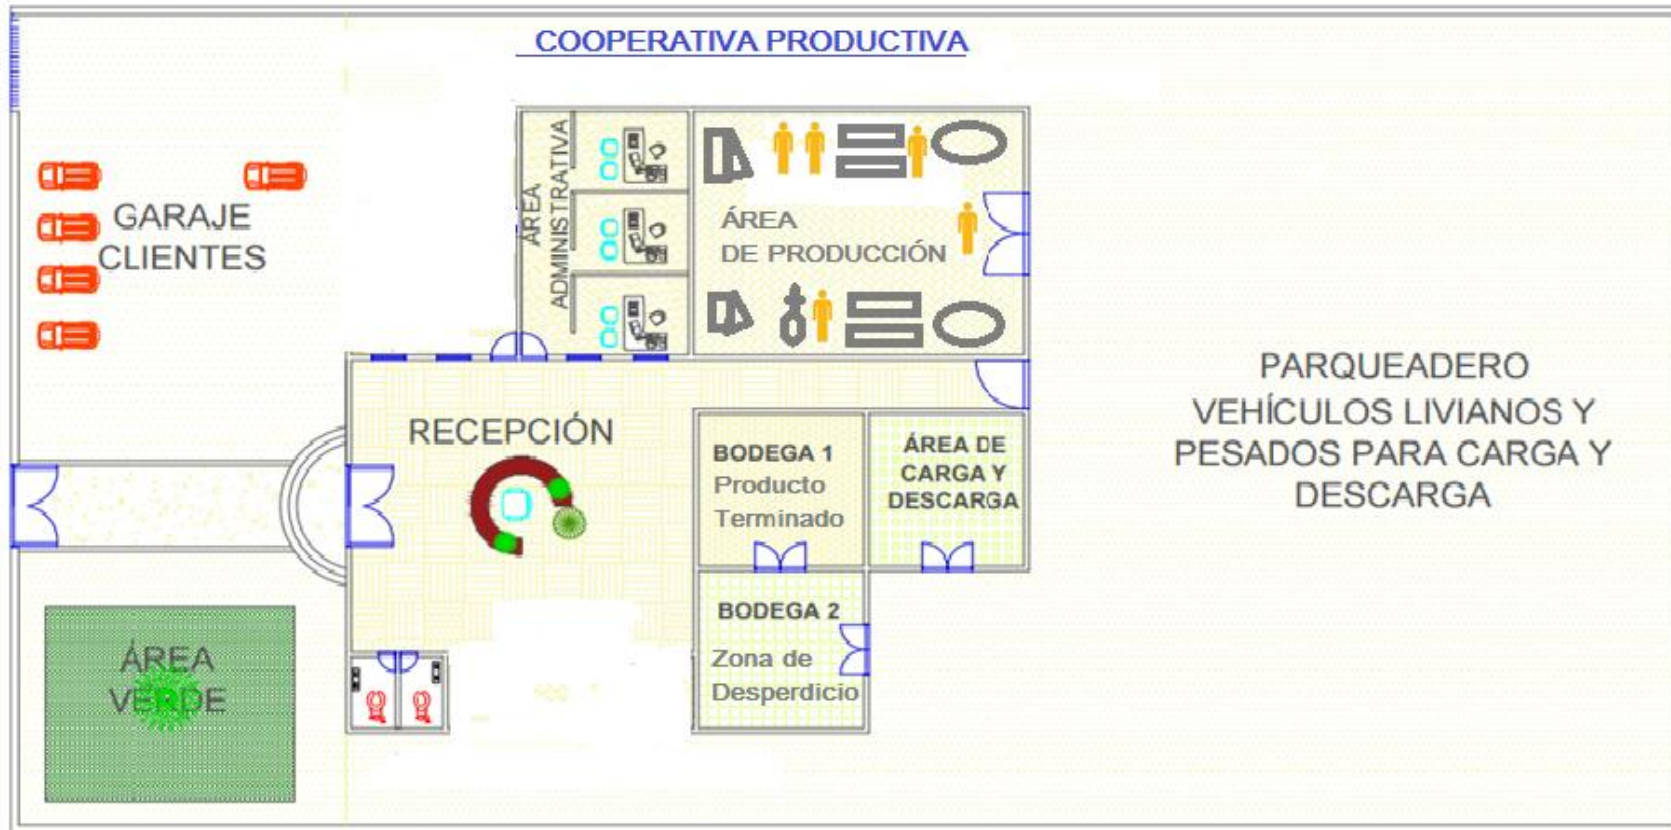 COOPERATIVA PRODUCTIVA
GARAJE
CLIENTES
ÁREA
ADMINISTRATIVA
ÁREA
DE PRODUCCIÓN
RECEPCIÓN
BODEGA 1
Producto
Terminado
ÁREA DE
CARGA Y
DESCARGA
BODEGA 2
Zona de
Desperdicio
ÁREA
VERDE
PARQUEADERO
VEHÍCULOS LIVIANOS Y
PESADOS PARA CARGA Y
DESCARGA